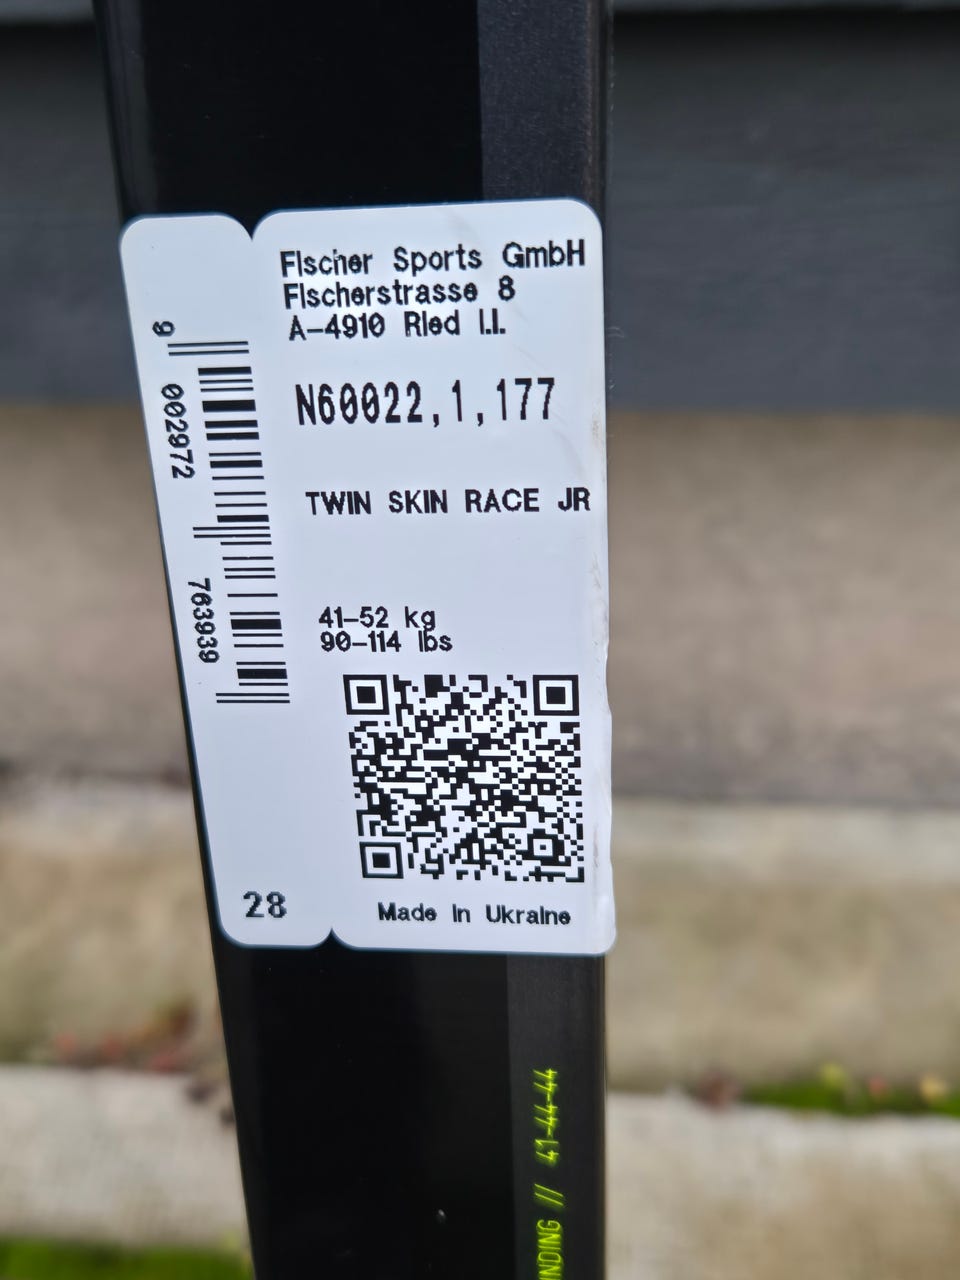 Fischer Sports GmbH
Fischerstrasse 8
A-4910 Ried I.I.
N60022,1,177
TWIN SKIN RACE JR
41-52 kg
90-114 lbs
Made In Ukraine
9 002972 763939
28
INDING // 41-44-44